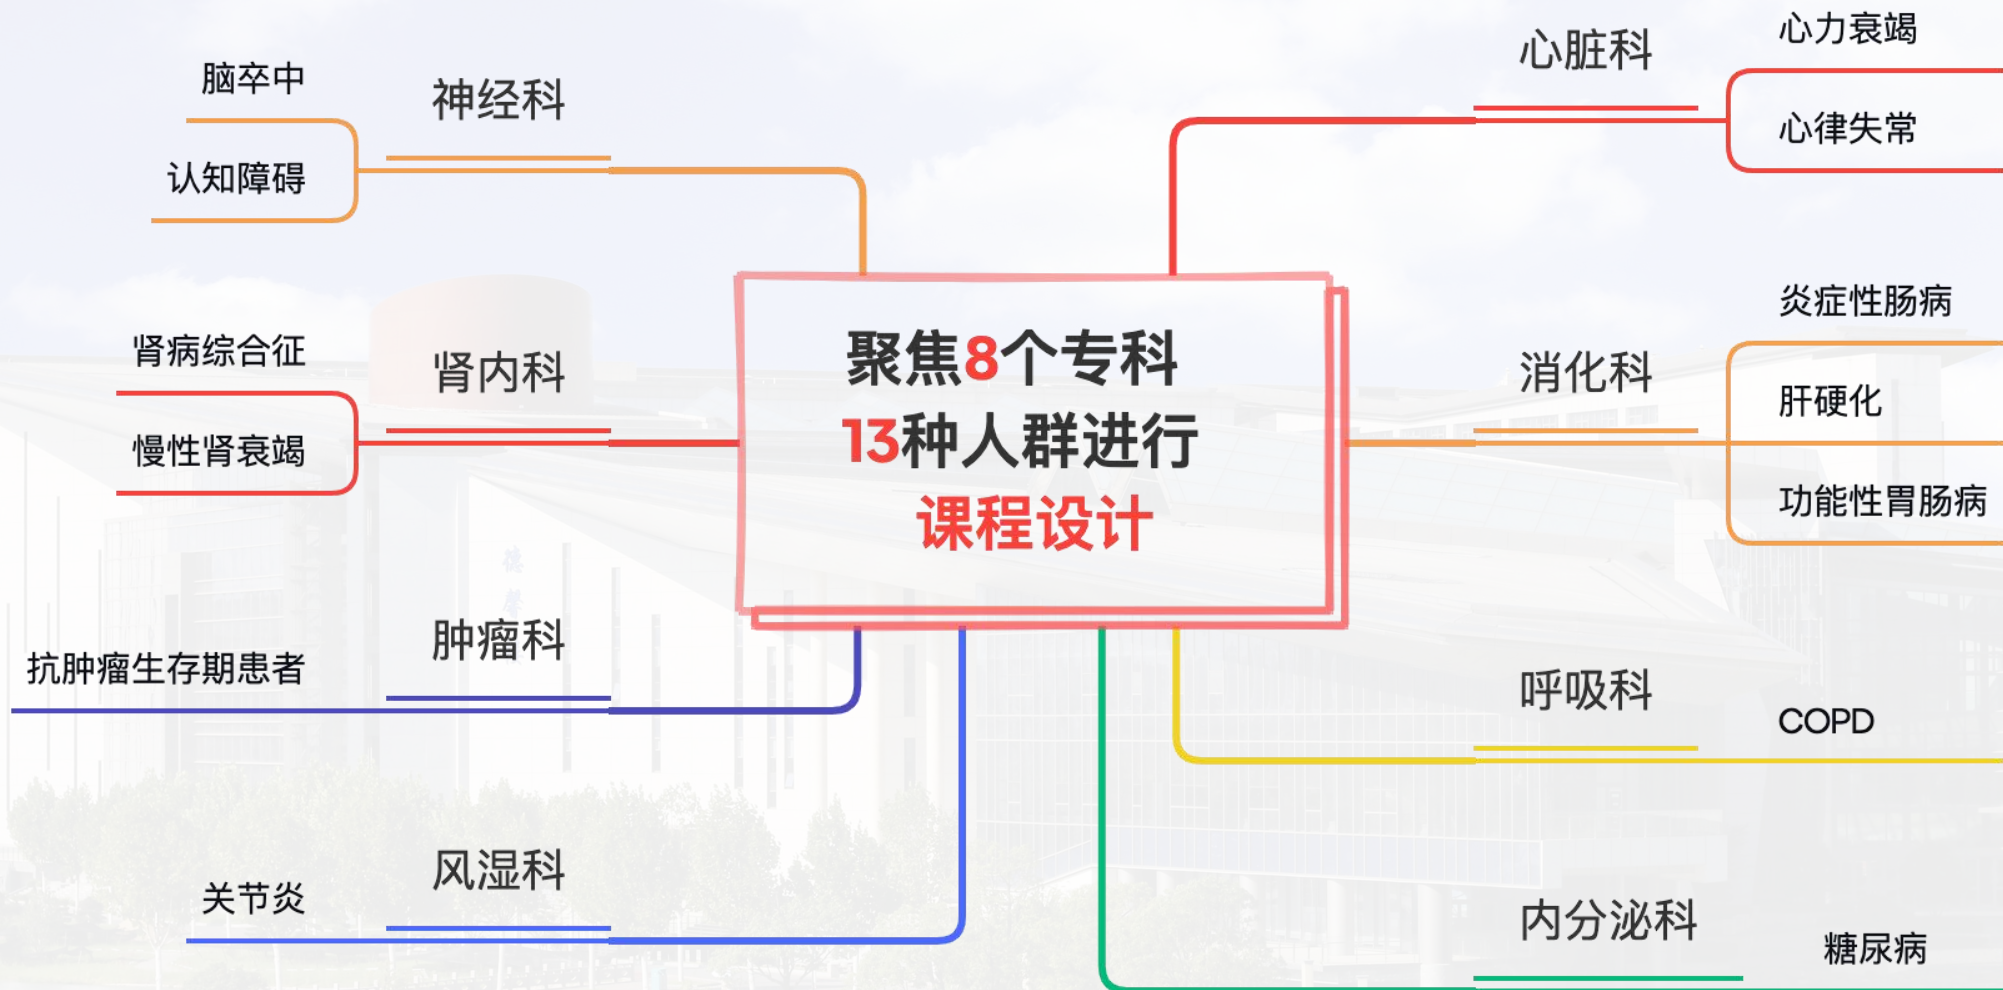 心力衰竭
心脏科
脑卒中
神经科
心律失常
认知障碍
炎症性肠病
肾病综合征
肾内科
聚焦8个专科
消化科
肝硬化
13种人群进行
慢性肾衰竭
功能性胃肠病
课程设计
德
馨
肿瘤科
抗肿瘤生存期患者
呼吸科
COPD
风湿科
关节炎
内分泌科
糖尿病